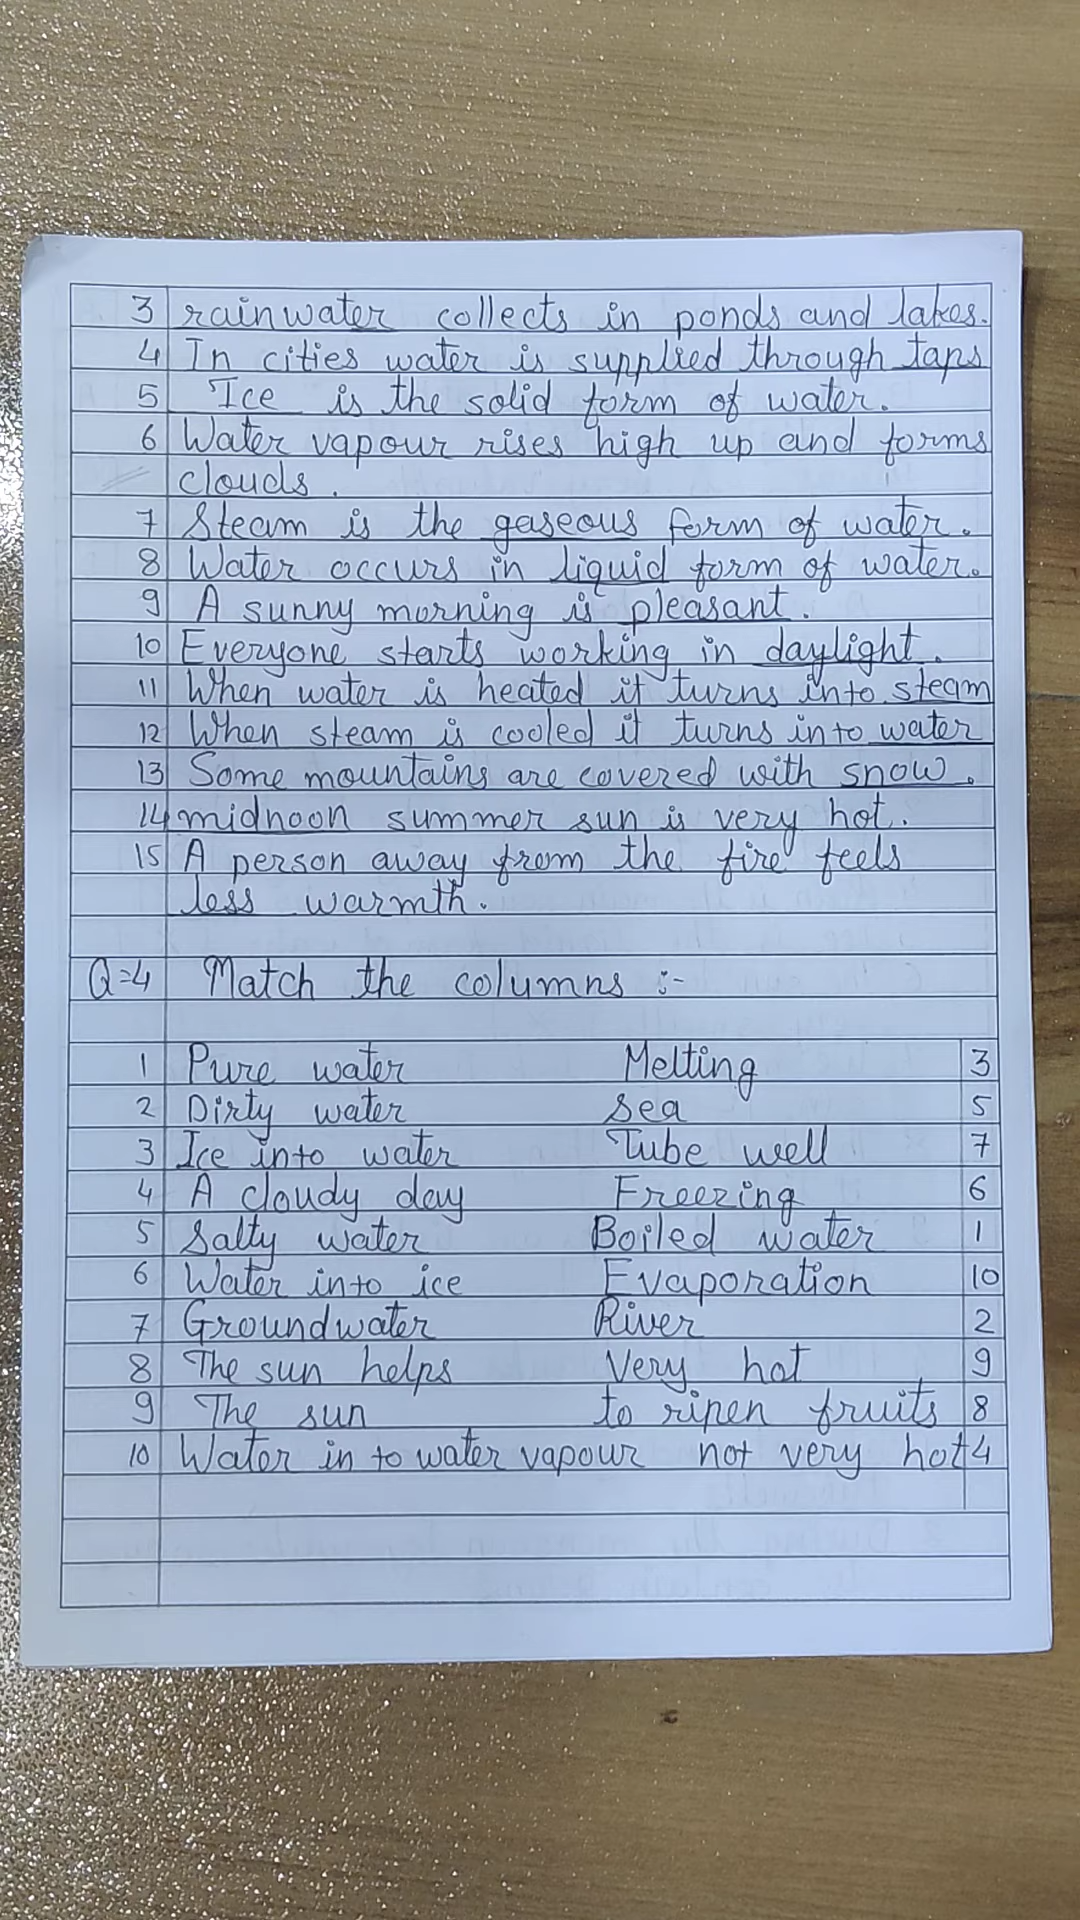 3 rainwater collects in ponds and lakes.
4 In cities water is supplied through taps
5 Ice is the solid form of water.
6 Water vapour rises high up and forms
clouds.
7 Steam is the gaseous form of water.
8 Water occurs in liquid form of water.
9 A sunny morning is pleasant.
10 Everyone starts working in daylight.
11 When water is heated it turns into steam
12 When steam is cooled it turns into water
13 Some mountains are covered with snow.
14 midnoon summer sun is very hot.
15 A person away from the fire feels
less warmth.
Q=4 Match the columns :-
1 Pure water Melting 3
2 Dirty water Sea 5
3 Ice into water Tube well 7
4 A cloudy day Freezing 6
5 Salty water Boiled water 1
6 Water into ice Evaporation 10
7 Groundwater River 2
8 The sun helps Very hot 9
9 The sun to ripen fruits 8
10 Water in to water vapour not very hot 4